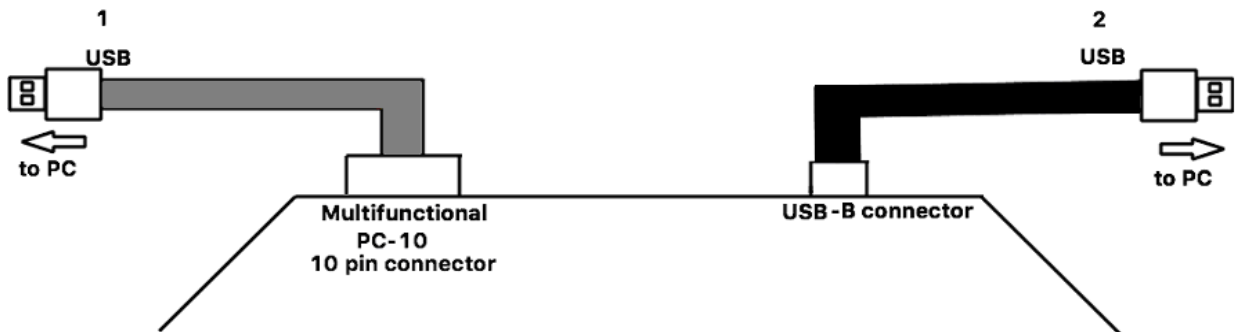 1
USB
to PC
Multifunctional
PC-10
10 pin connector
2
USB
to PC
USB-B connector